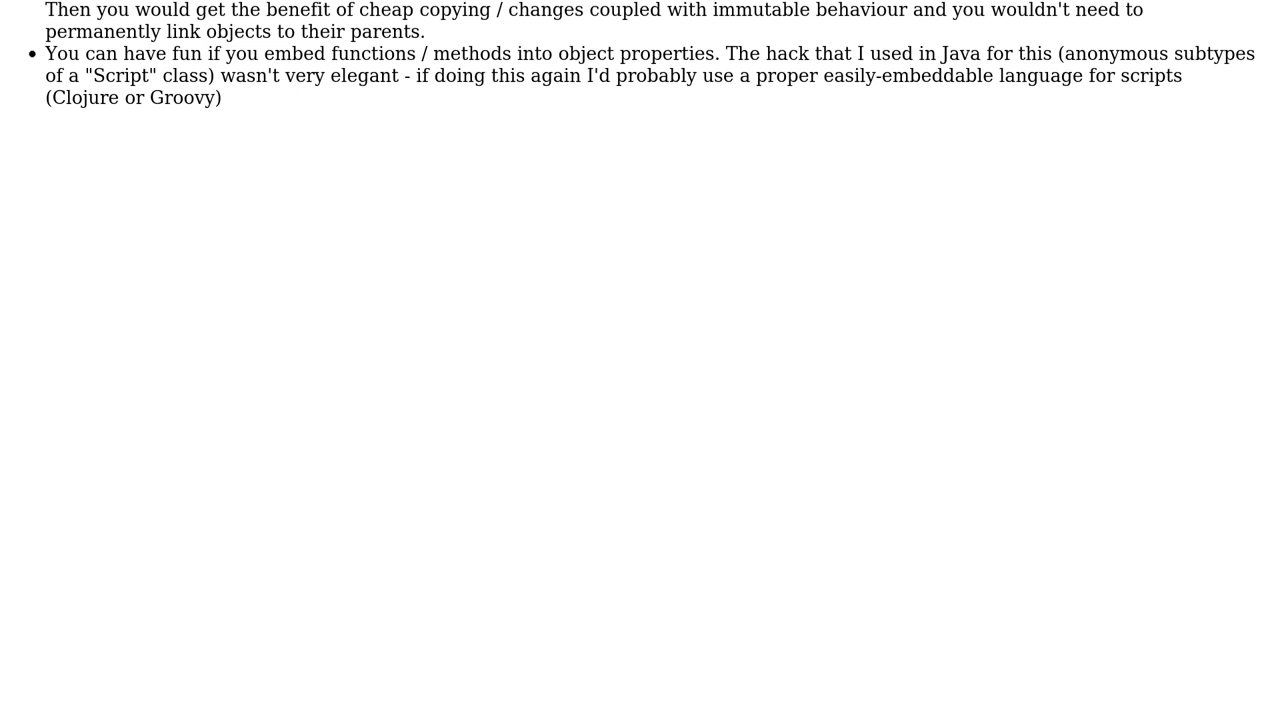 Then you would get the benefit of cheap copying / changes coupled with immutable behaviour and you wouldn't need to
permanently link objects to their parents.
• You can have fun if you embed functions / methods into object properties. The hack that I used in Java for this (anonymous subtypes
of a "Script" class) wasn't very elegant - if doing this again I'd probably use a proper easily-embeddable language for scripts
(Clojure or Groovy)